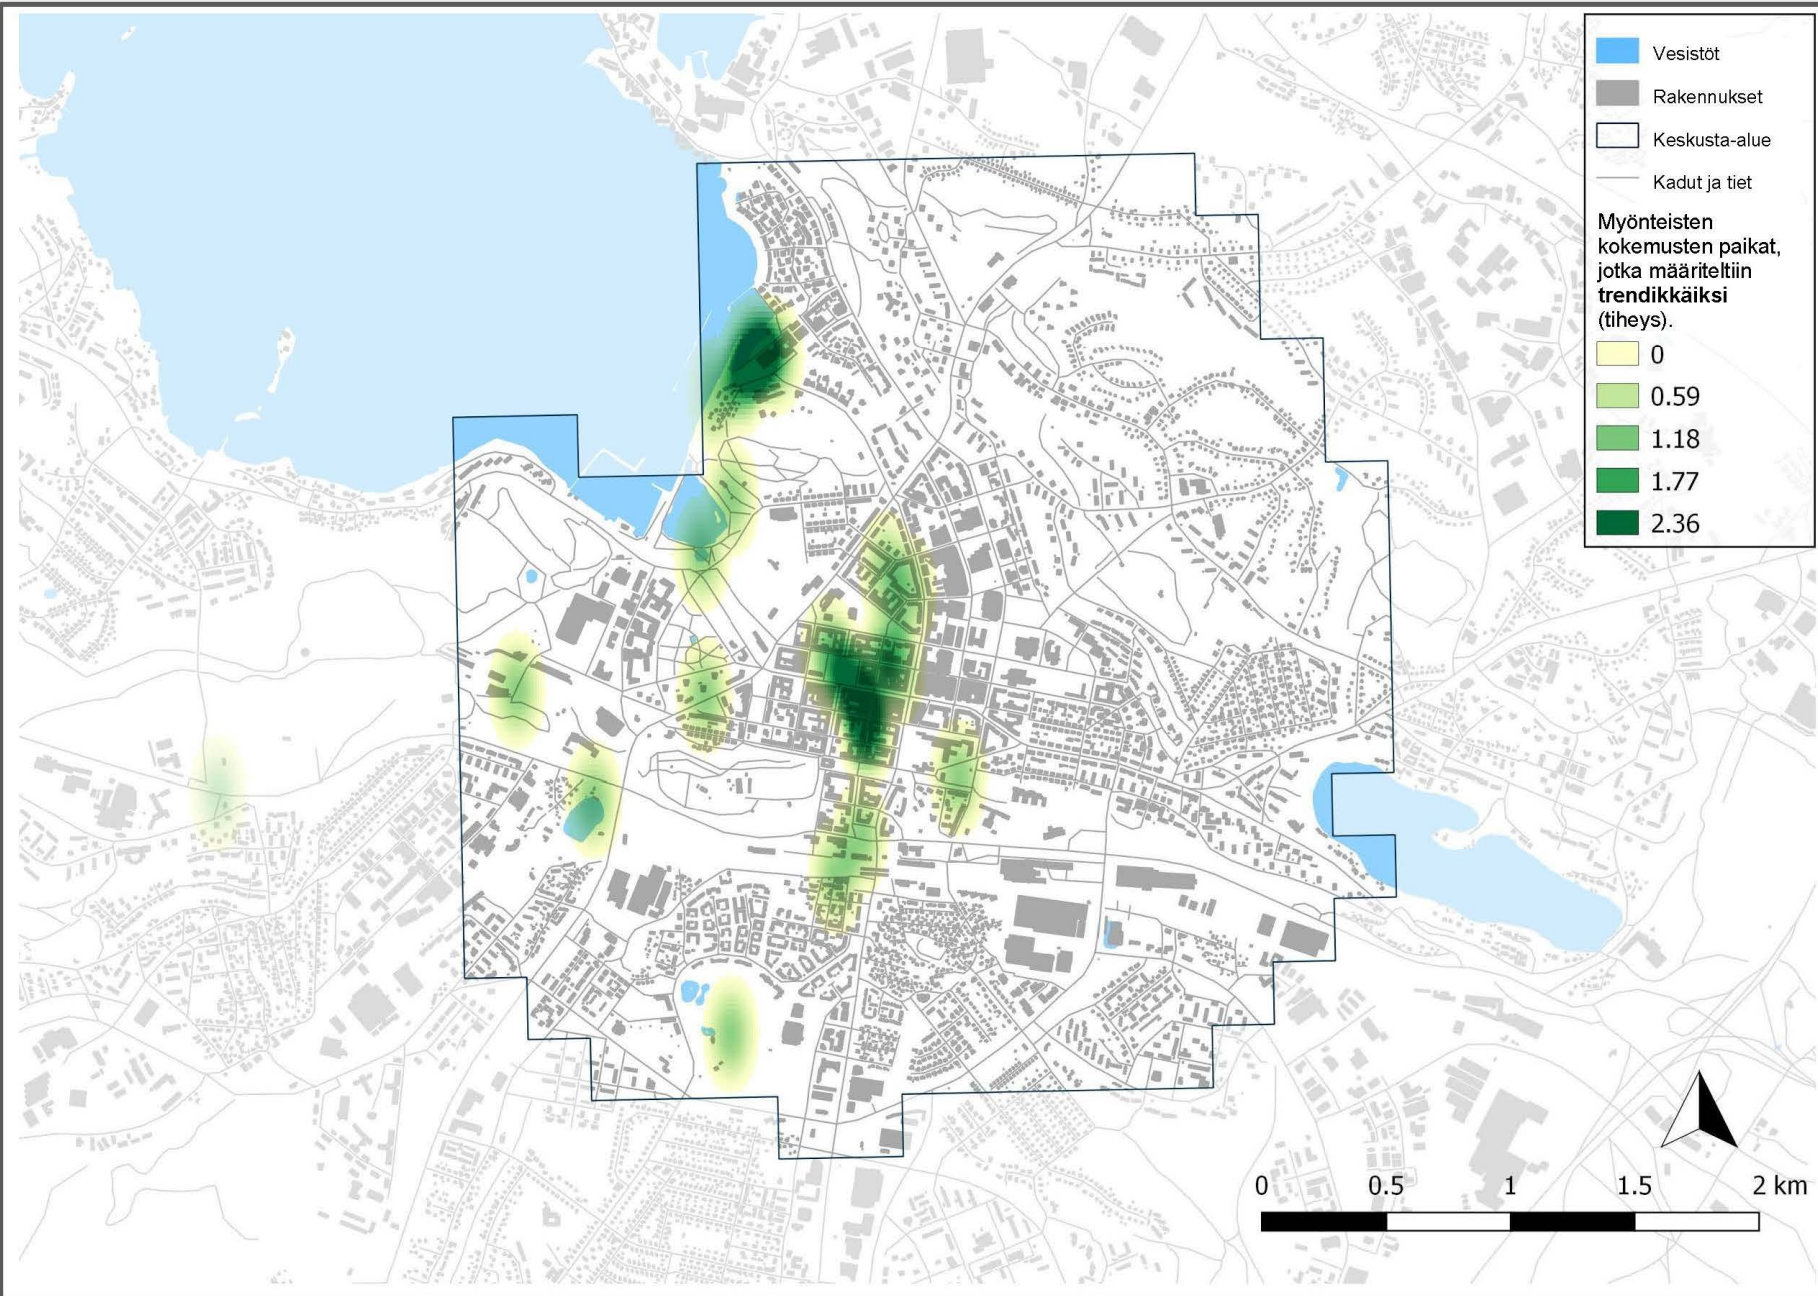 Vesistöt
Rakennukset
Keskusta-alue
Kadut ja tiet
Myönteisten
kokemusten paikat,
jotka määriteltiin
trendikkäiksi
(tiheys).
0
0.59
1.18
1.77
2.36
0 0.5 1 1.5 2 km